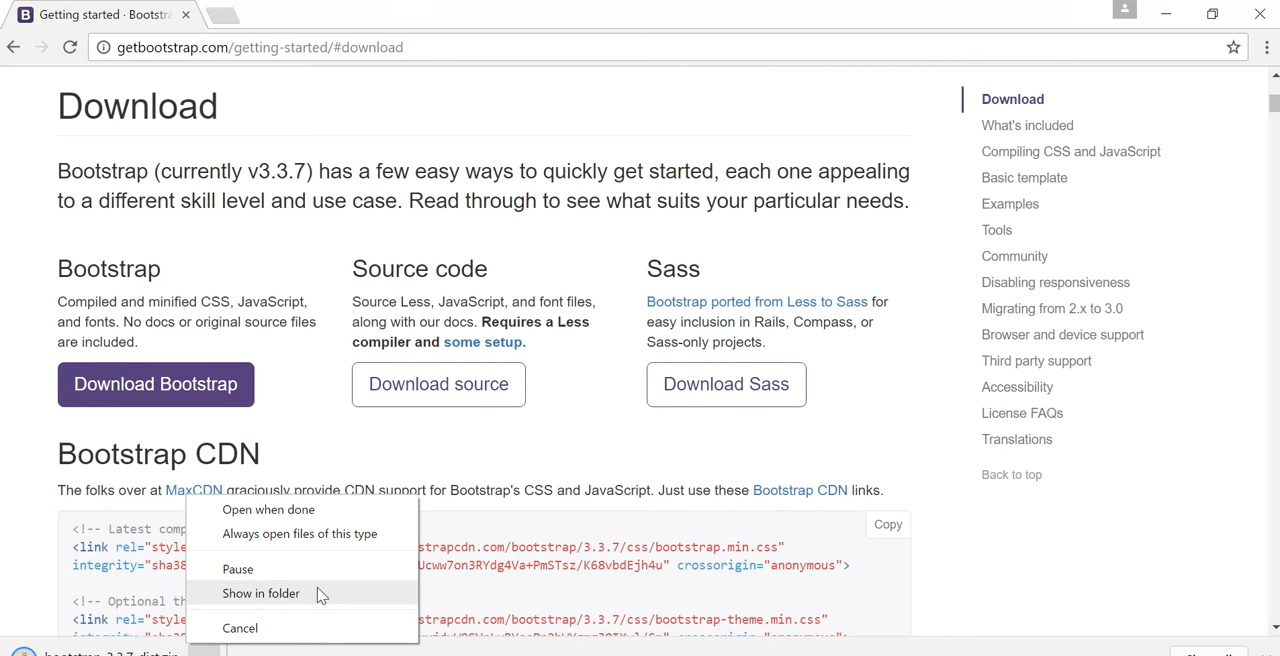 Getting started · Bootstra
getbootstrap.com/getting-started/#download
Download
Bootstrap (currently v3.3.7) has a few easy ways to quickly get started, each one appealing
to a different skill level and use case. Read through to see what suits your particular needs.
Bootstrap
Compiled and minified CSS, JavaScript,
and fonts. No docs or original source files
are included.
Download Bootstrap
Source code
Source Less, JavaScript, and font files,
along with our docs. Requires a Less
compiler and some setup.
Download source
Sass
Bootstrap ported from Less to Sass for
easy inclusion in Rails, Compass, or
Sass-only projects.
Download Sass
Bootstrap CDN
The folks over at MaxCDN graciously provide CDN support for Bootstrap's CSS and JavaScript. Just use these Bootstrap CDN links.
Copy
<!-- Latest comp
<link rel="style strapcdn.com/bootstrap/3.3.7/css/bootstrap.min.css"
integrity="sha38 Ucww7on3RYdg4Va+PmSTsz/K68vbdEjh4u" crossorigin="anonymous">
<!-- Optional th
<link rel="style strapcdn.com/bootstrap/3.3.7/css/bootstrap-theme.min.css"
Open when done
Always open files of this type
Pause
Show in folder
Cancel
Download
What's included
Compiling CSS and JavaScript
Basic template
Examples
Tools
Community
Disabling responsiveness
Migrating from 2.x to 3.0
Browser and device support
Third party support
Accessibility
License FAQs
Translations
Back to top
bootstrap-3.3.7-dist.zip